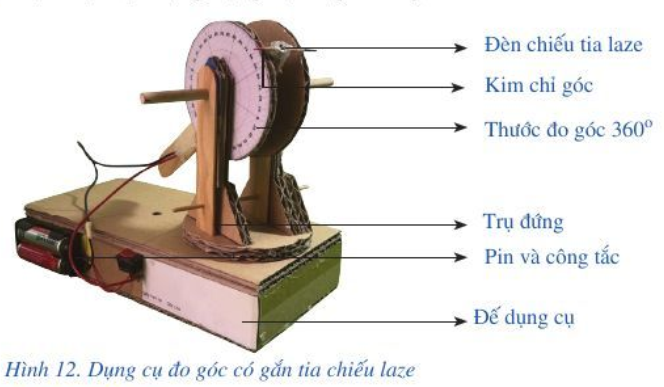 Đèn chiếu tia laze
Kim chỉ góc
Thước đo góc 360°
Trụ đứng
Pin và công tắc
Đế dụng cụ
Hình 12. Dụng cụ đo góc có gắn tia chiếu laze